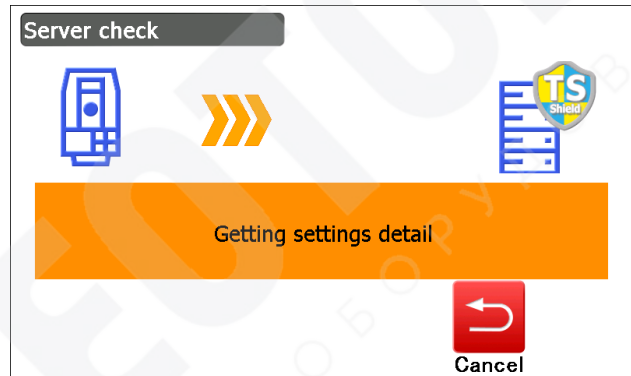 Server check
TS
Shield
Getting settings detail
Cancel